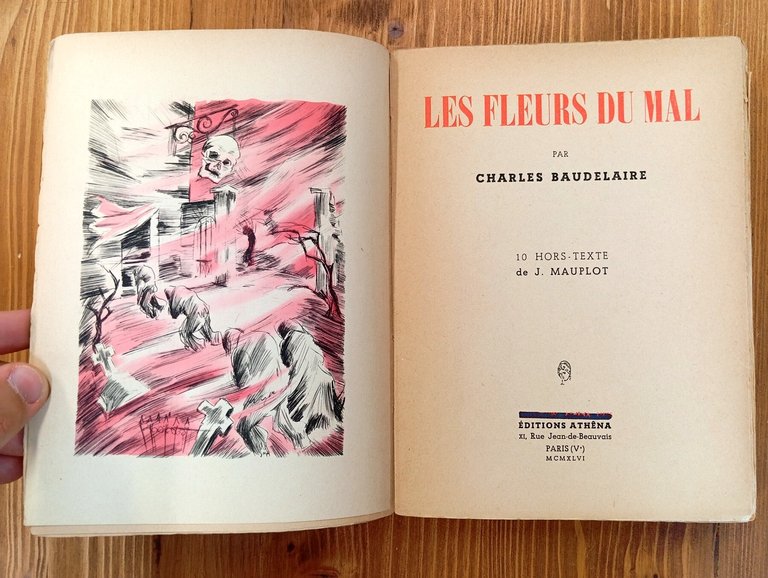 LES FLEURS DU MAL
PAR
CHARLES BAUDELAIRE
10 HORS-TEXTE
de J. MAUPLOT
ÉDITIONS ATHÊNA
XI, Rue Jean-de-Beauvais
PARIS (Vᵉ)
MCMXLVI